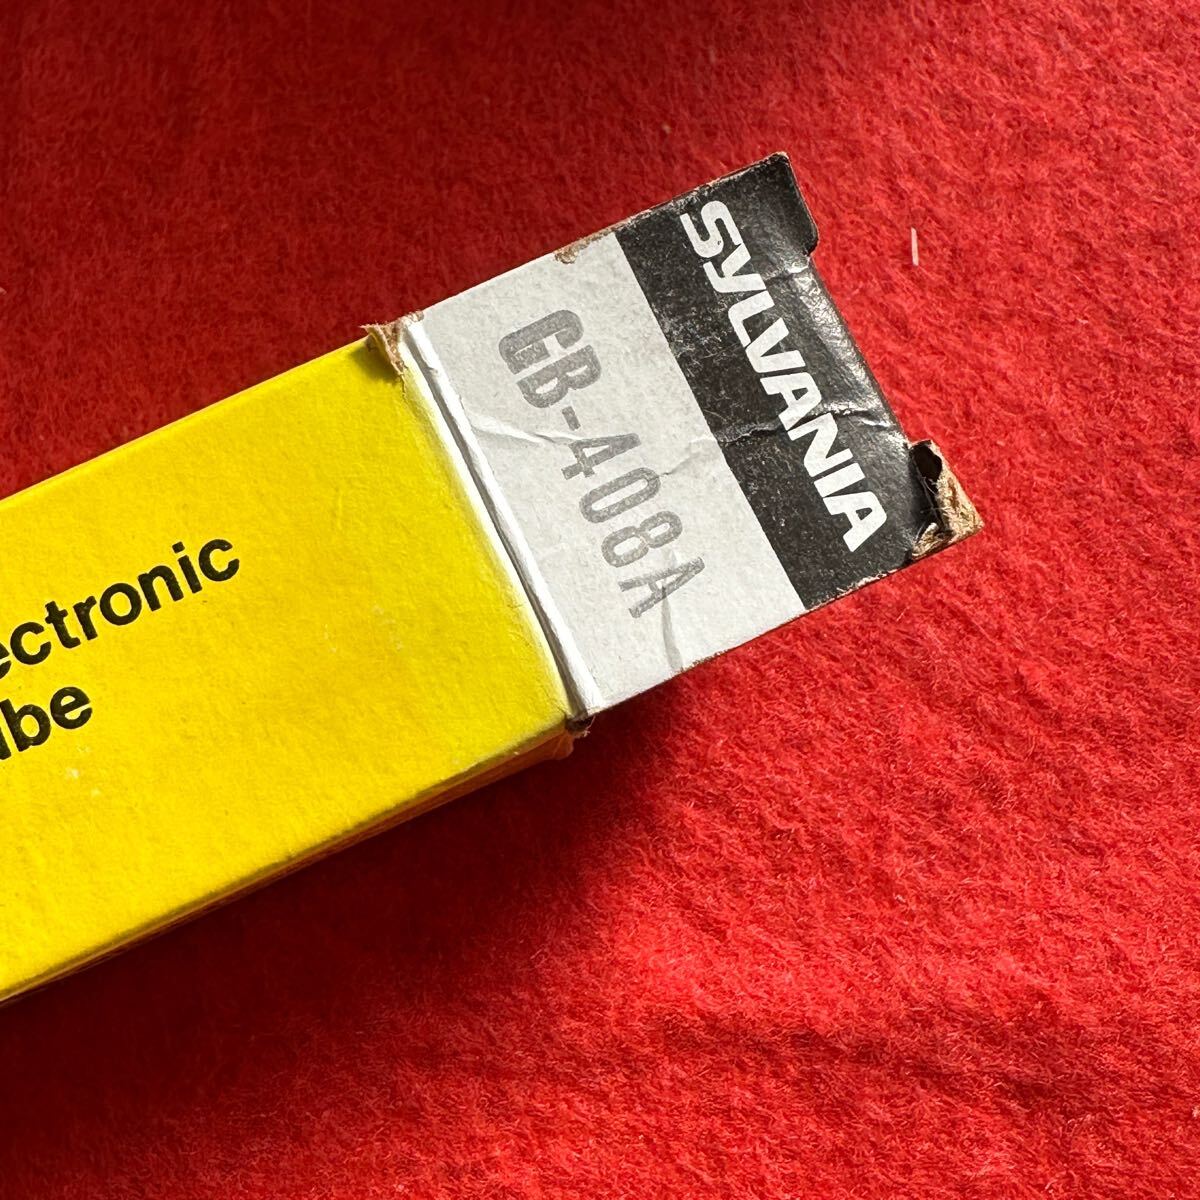 SYLVANIA
GB-408A
ectronic
ube